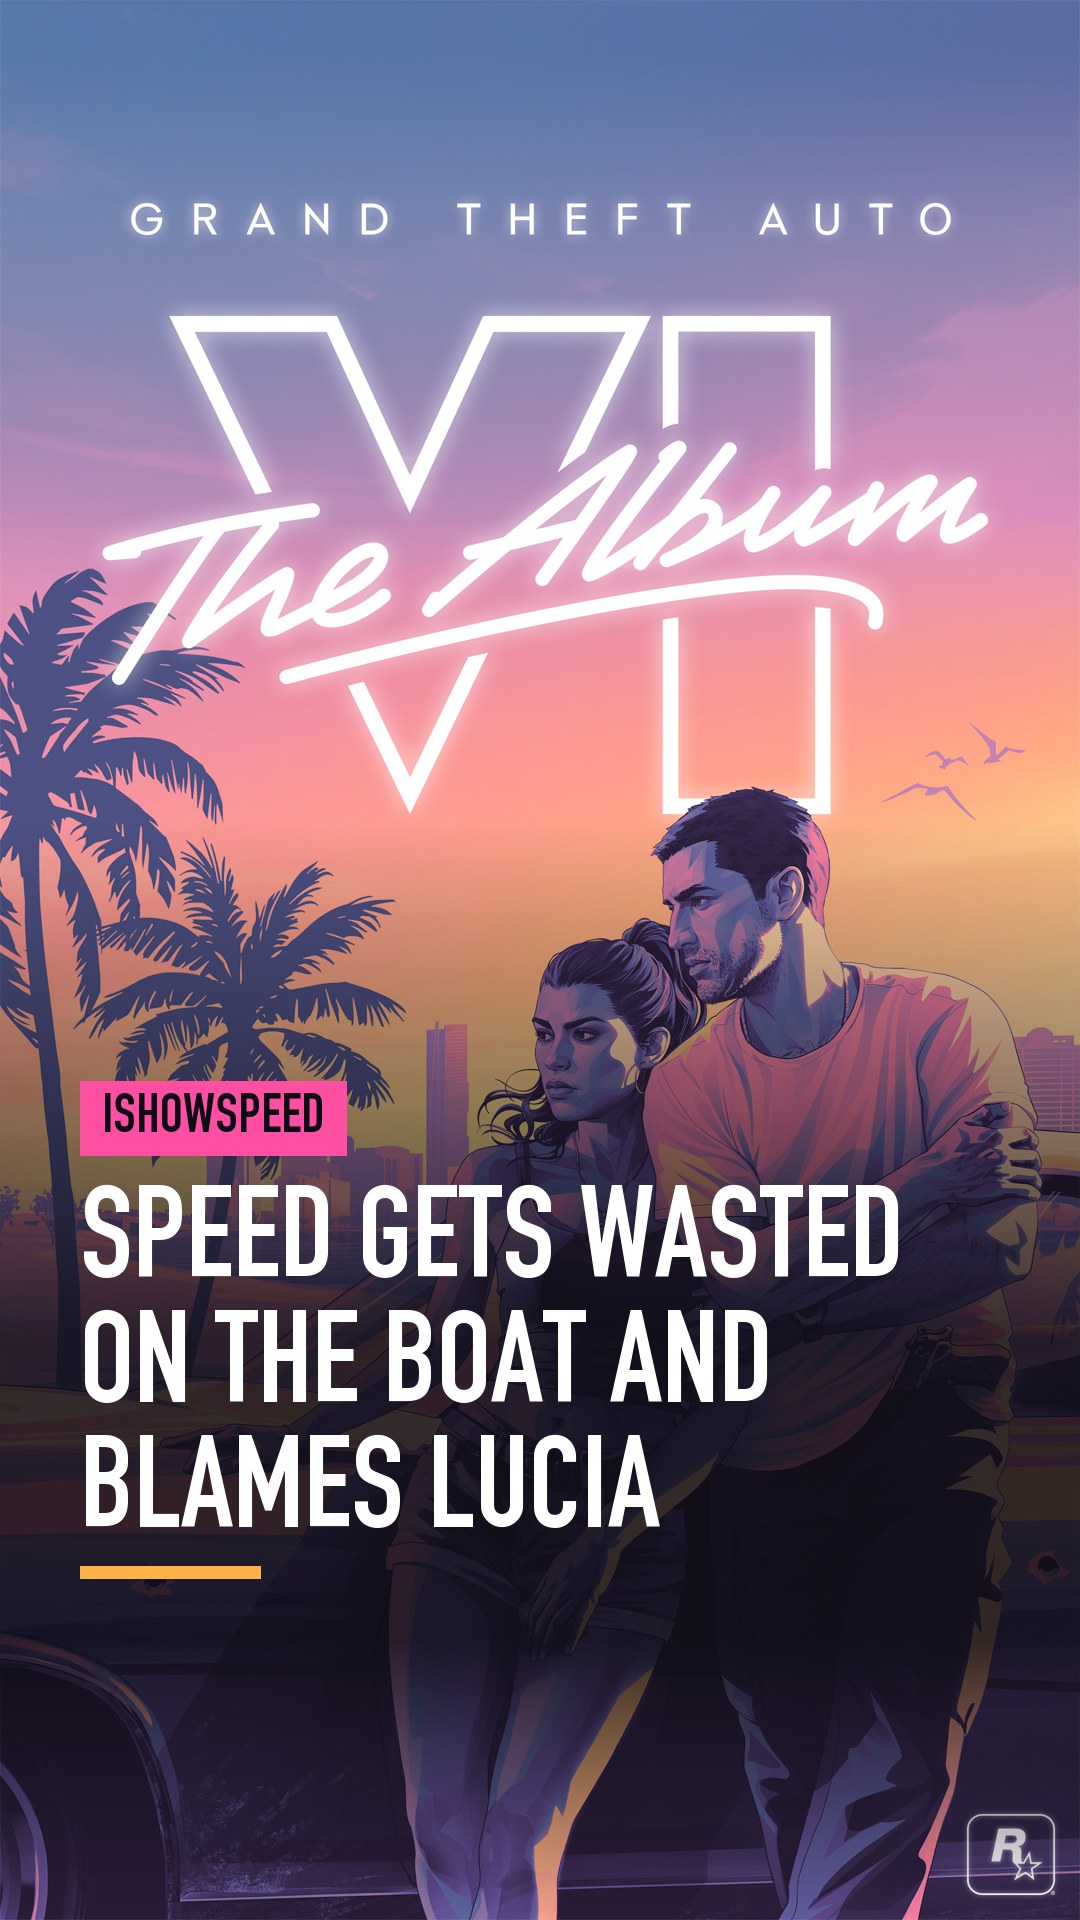 GRAND THEFT AUTO
VI
The Album
ISHOWSPEED
SPEED GETS WASTED
ON THE BOAT AND
BLAMES LUCIA
R